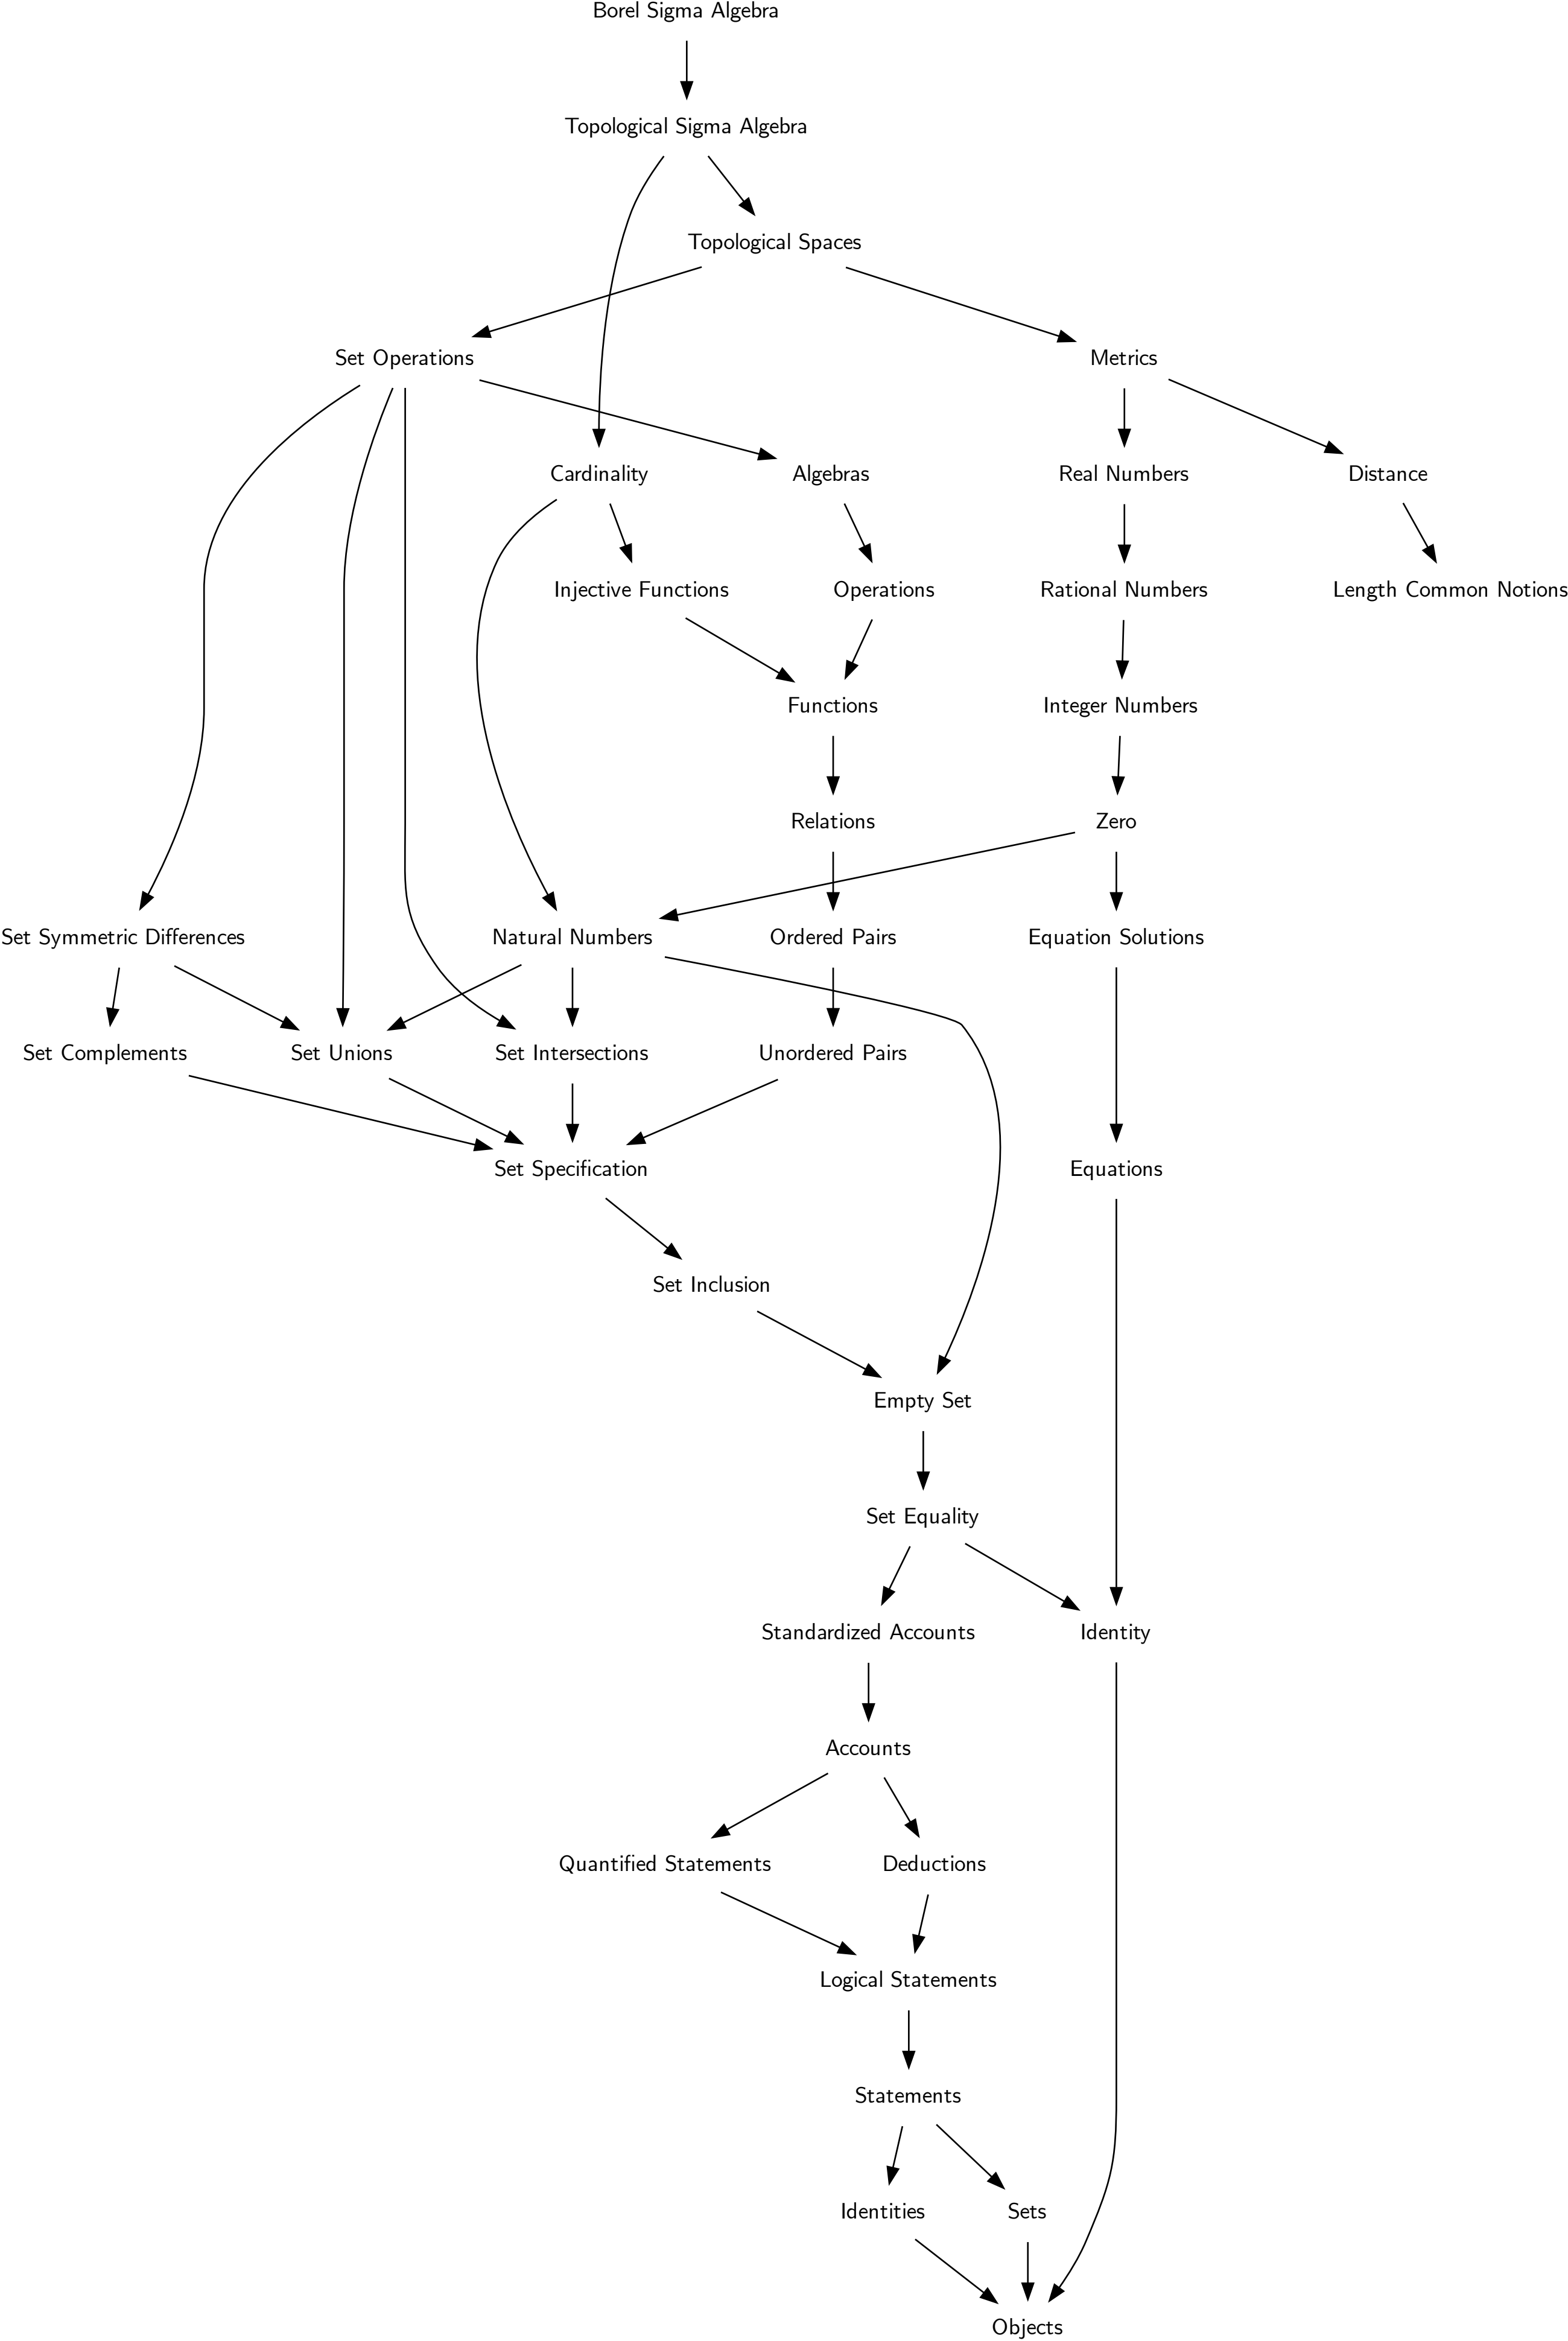 Borel Sigma Algebra
Topological Sigma Algebra
Topological Spaces
Set Operations
Metrics
Cardinality
Algebras
Real Numbers
Distance
Injective Functions
Operations
Rational Numbers
Length Common Notions
Functions
Integer Numbers
Relations
Zero
Set Symmetric Differences
Natural Numbers
Ordered Pairs
Equation Solutions
Set Complements
Set Unions
Set Intersections
Unordered Pairs
Set Specification
Equations
Set Inclusion
Empty Set
Set Equality
Standardized Accounts
Identity
Accounts
Quantified Statements
Deductions
Logical Statements
Statements
Identities
Sets
Objects